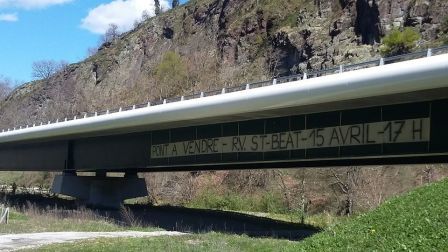 PONT A VENDRE - RV. ST-BEAT-15 AVRIL-17 H